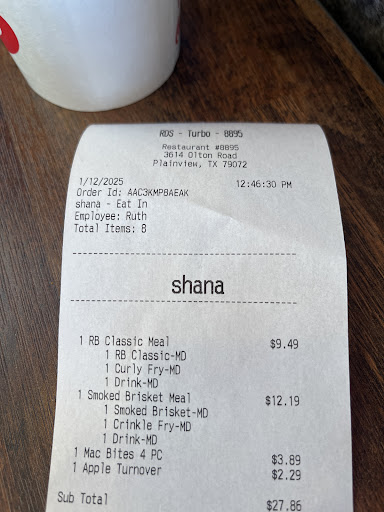 RDS - Turbo - 8895
Restaurant #8895
3614 Olton Road
Plainview, TX 79072
1/12/2025 12:46:30 PM
Order Id: AAC3KMP8AEAK
shana - Eat In
Employee: Ruth
Total Items: 8
shana
1 RB Classic Meal $9.49
1 RB Classic-MD
1 Curly Fry-MD
1 Drink-MD
1 Smoked Brisket Meal $12.19
1 Smoked Brisket-MD
1 Crinkle Fry-MD
1 Drink-MD
1 Mac Bites 4 PC $3.89
1 Apple Turnover $2.29
Sub Total $27.86